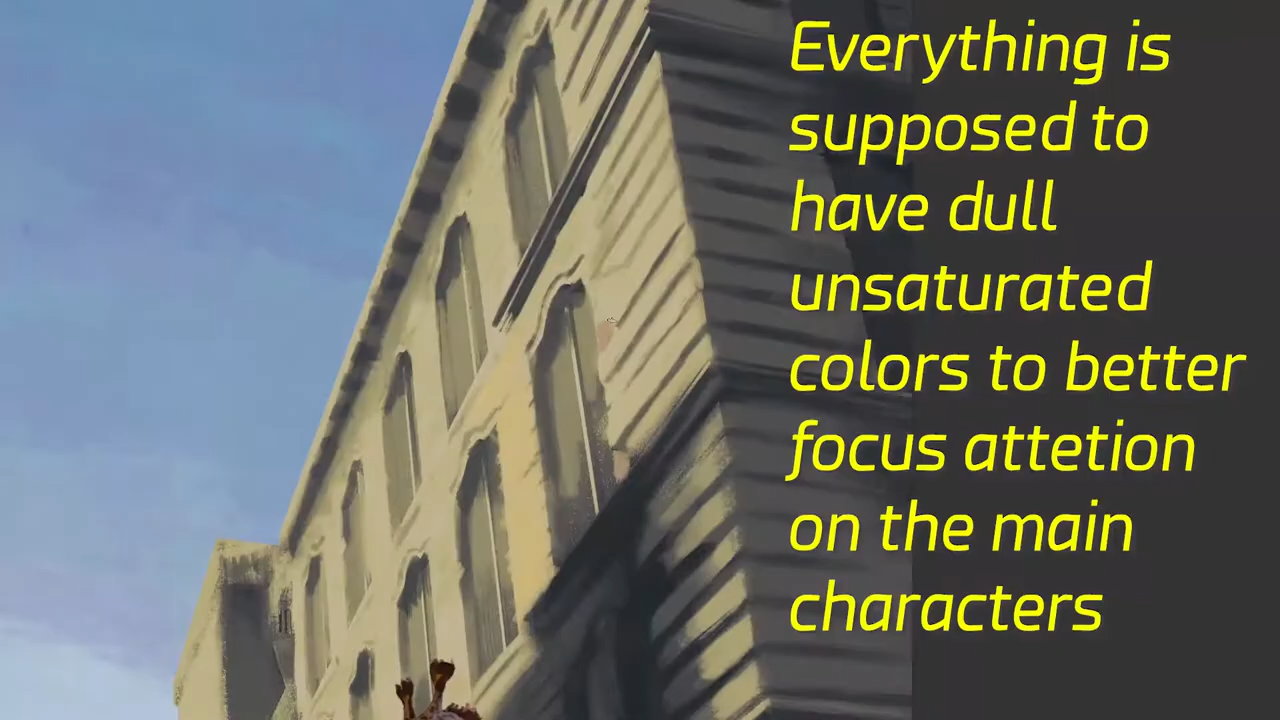 Everything is
supposed to
have dull
unsaturated
colors to better
focus attetion
on the main
characters